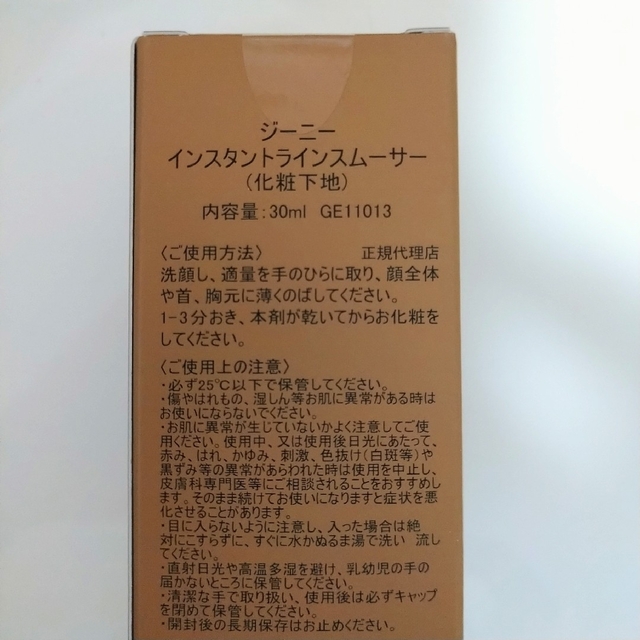 ジーニー
インスタントラインスムーサー
(化粧下地)
内容量:30ml GE11013
〈ご使用方法〉 正規代理店
洗顔し、適量を手のひらに取り、顔全体
や首、胸元に薄くのばしてください。
1-3分おき、本剤が乾いてからお化粧を
してください。
〈ご使用上の注意〉
・必ず25℃以下で保管してください。
・傷やはれもの、湿しん等お肌に異常がある時は
お使いにならないでください。
・お肌に異常が生じていないかよく注意してご使
用ください。使用中、又は使用後日光にあたって、
赤み、はれ、かゆみ、刺激、色抜け(白斑等)や
黒ずみ等の異常があらわれた時は使用を中止し、
皮膚科専門医等にご相談されることをおすすめし
ます。そのまま続けてお使いになりますと症状を悪
化させることがあります。
・目に入らないように注意し、入った場合は絶
対にこすらずに、すぐに水かぬるま湯で洗い 流し
てください。
・直射日光や高温多湿を避け、乳幼児の手の
届かないところに保管してください。
・清潔な手で取り扱い、使用後は必ずキャップ
を閉めて保管してください。
・開封後の長期保存はお止めください。